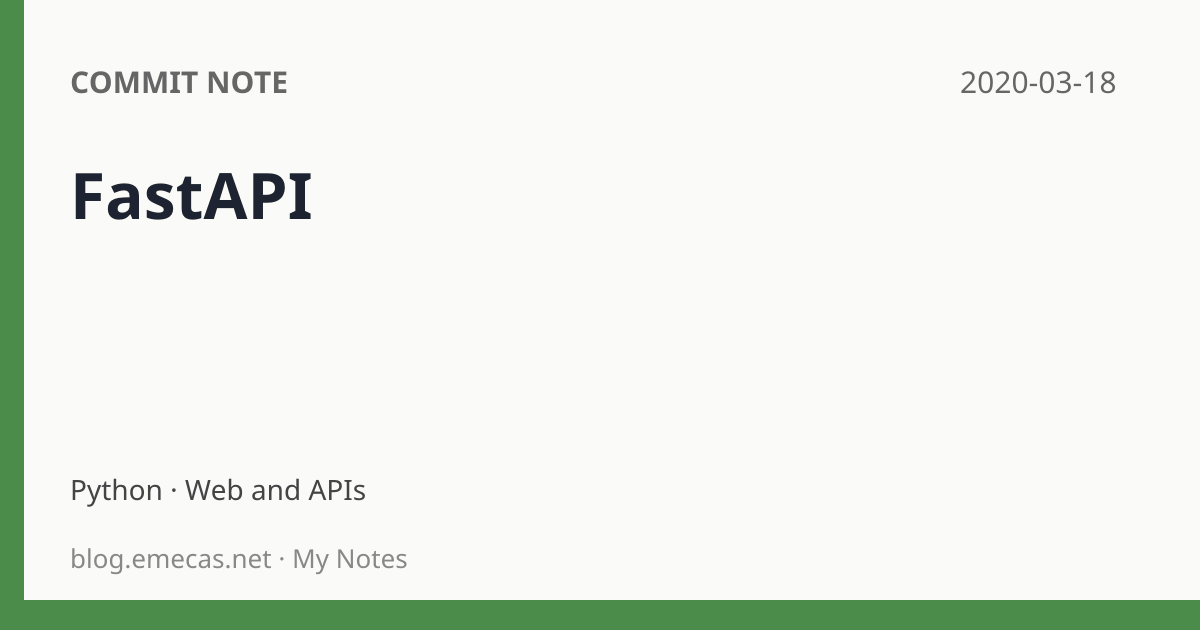 COMMIT NOTE
2020-03-18
FastAPI
Python · Web and APIs
blog.emecas.net · My Notes